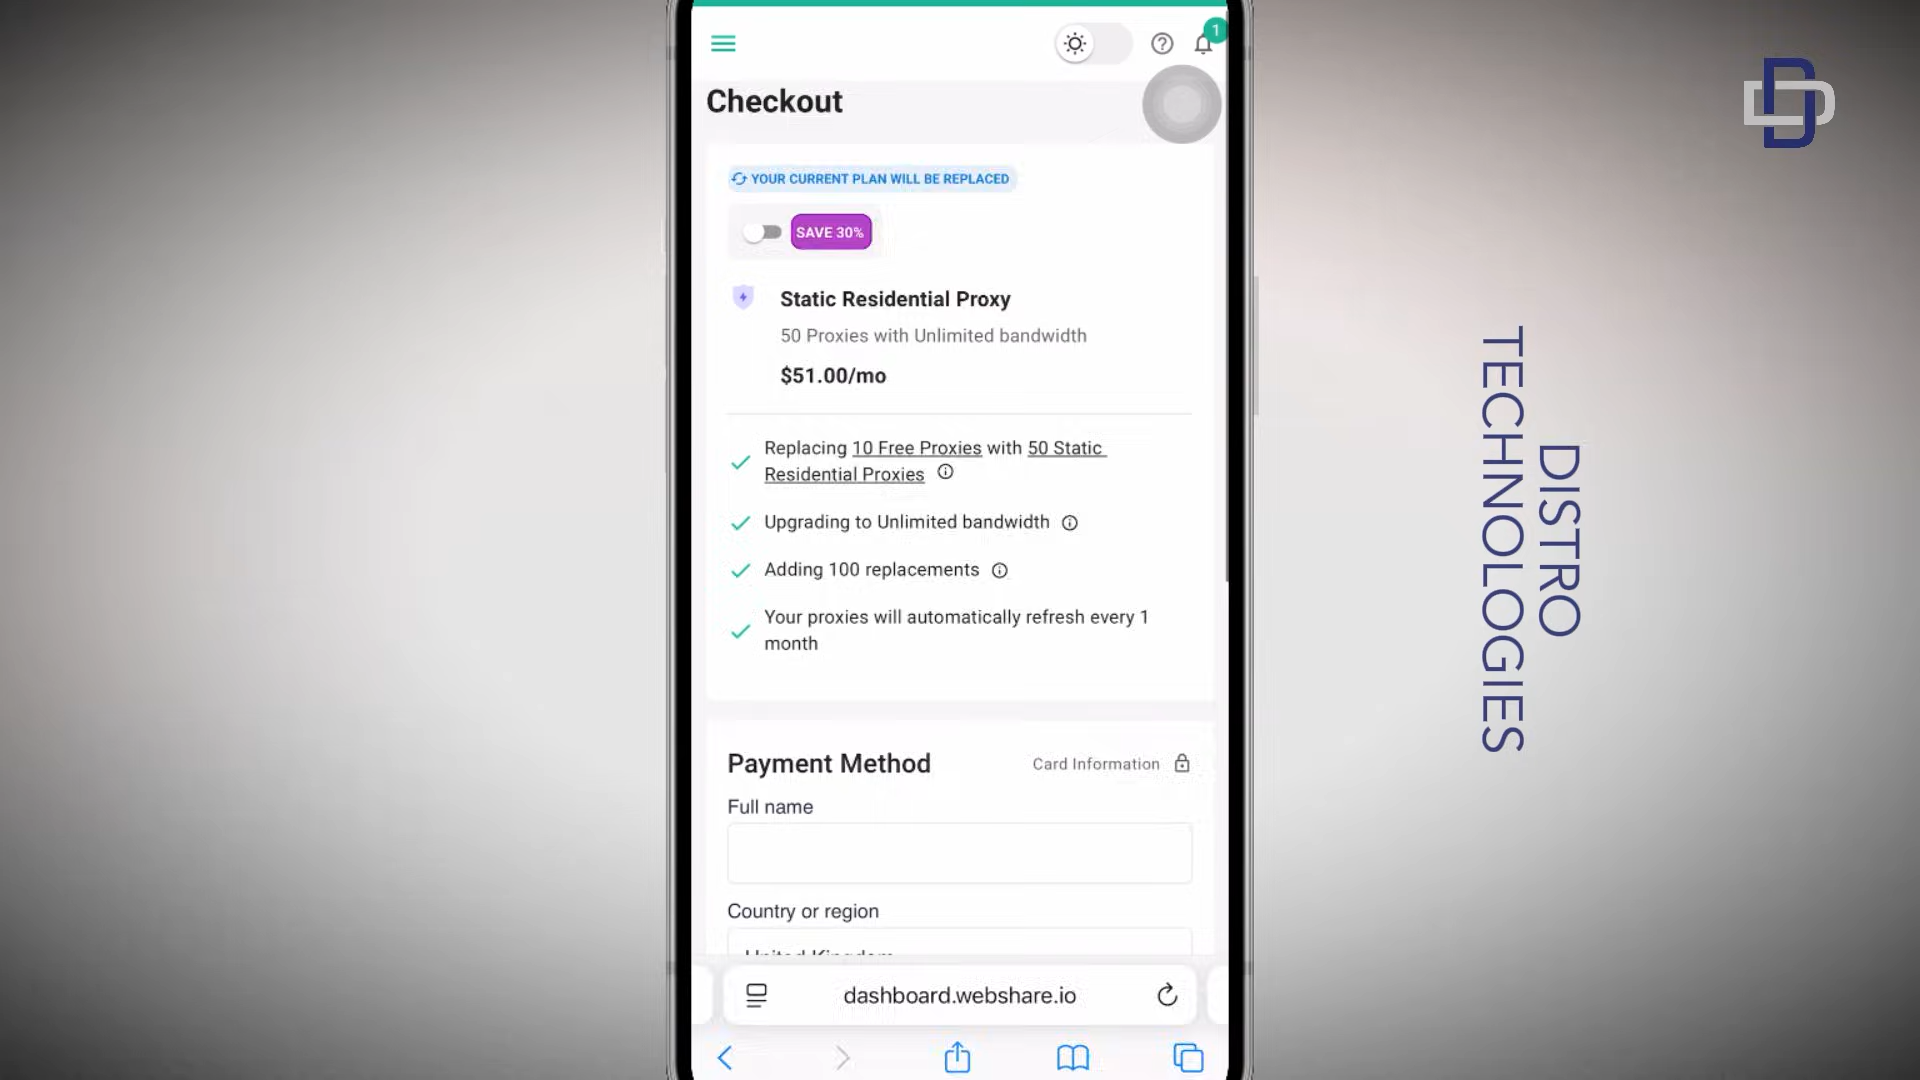 1
Checkout
YOUR CURRENT PLAN WILL BE REPLACED
SAVE 30%
Static Residential Proxy
50 Proxies with Unlimited bandwidth
$51.00/mo
Replacing 10 Free Proxies with 50 Static
Residential Proxies
Upgrading to Unlimited bandwidth
Adding 100 replacements
Your proxies will automatically refresh every 1
month
Payment Method
Card Information
Full name
Country or region
United Kingdom
dashboard.webshare.io
DISTRO
TECHNOLOGIES